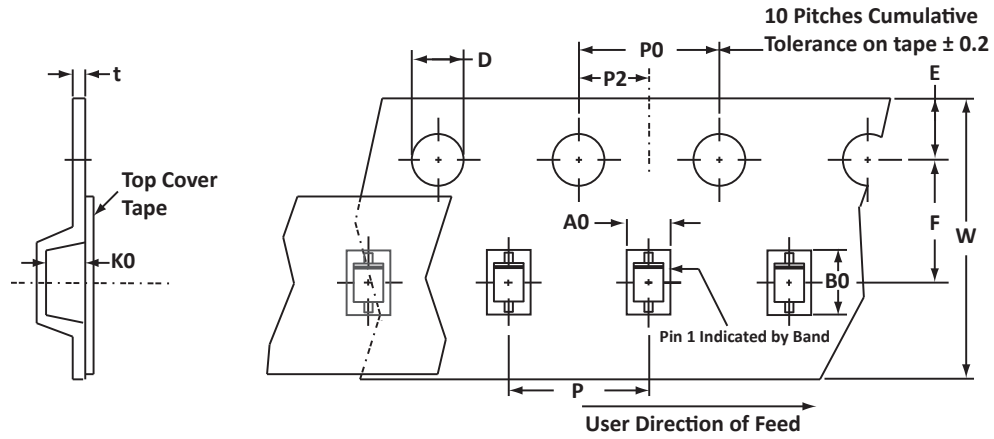 10 Pitches Cumulative
Tolerance on tape ± 0.2
P0
D
P2
E
t
Top Cover
Tape
A0
F
W
K0
B0
Pin 1 Indicated by Band
P
User Direction of Feed